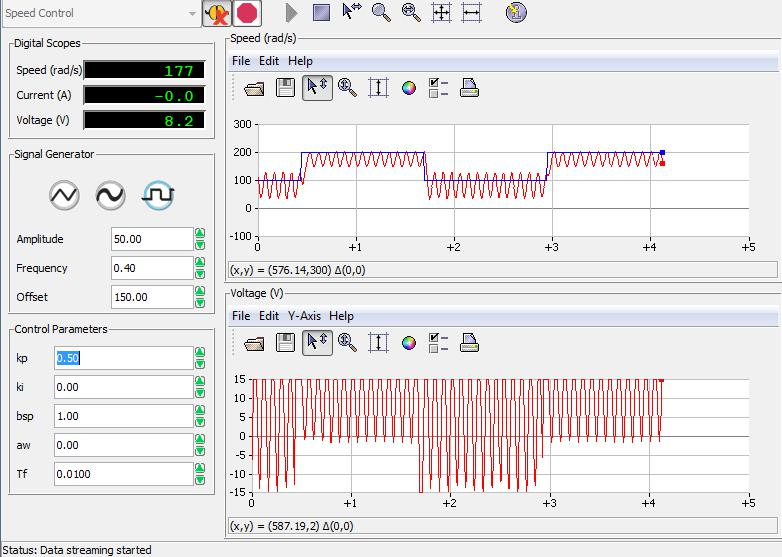 Speed Control
Digital Scopes
Speed (rad/s) 177
Current (A) -0.0
Voltage (V) 8.2
Signal Generator
Amplitude 50.00
Frequency 0.40
Offset 150.00
Control Parameters
kp 0.50
ki 0.00
bsp 1.00
aw 0.00
Tf 0.0100
Speed (rad/s)
File Edit Help
300
200
100
0
-100
0 +1 +2 +3 +4 +5
(x,y) = (576.14,300) Δ(0,0)
Voltage (V)
File Edit Y-Axis Help
15
10
5
0
-5
-10
-15
0 +1 +2 +3 +4 +5
(x,y) = (587.19,2) Δ(0,0)
Status: Data streaming started